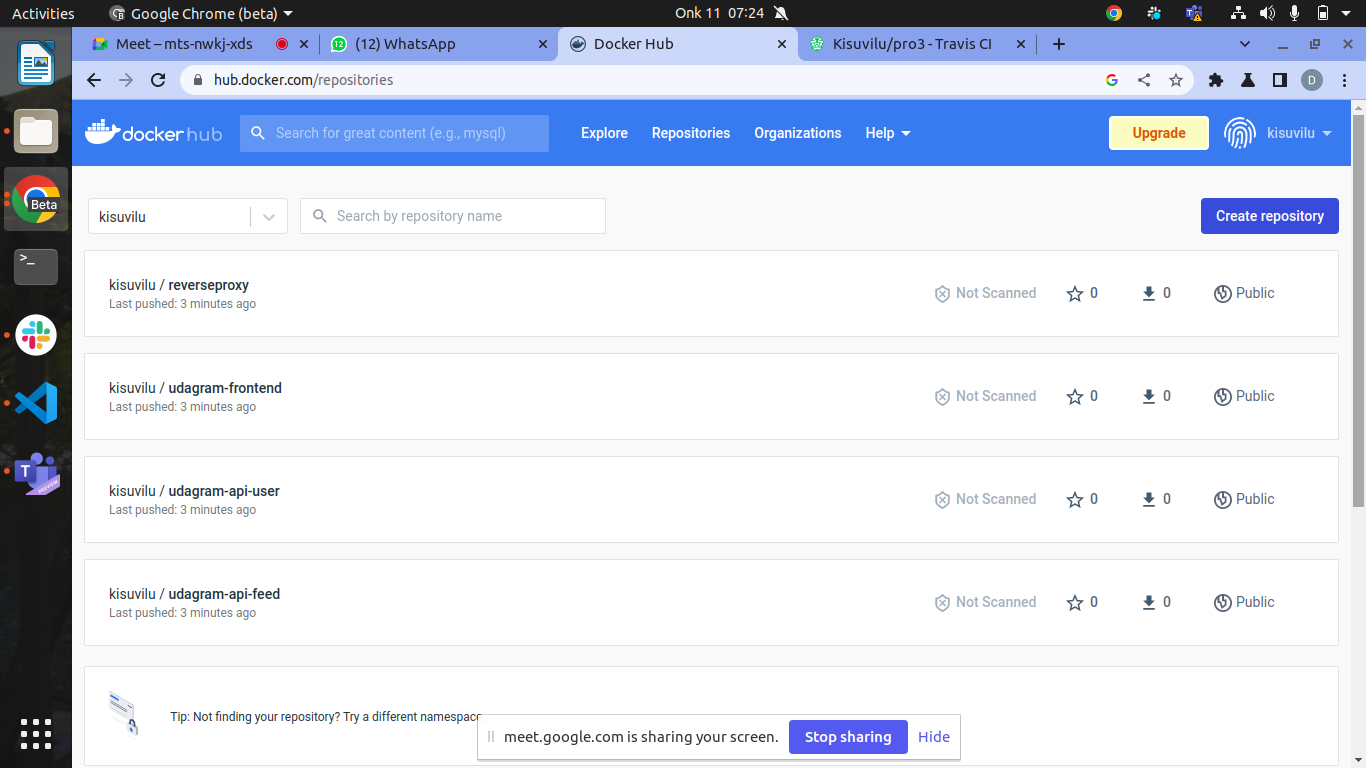 Activities Google Chrome (beta) Onk 11 07:24
Meet – mts-nwkj-xds (12) WhatsApp Docker Hub Kisuvilu/pro3 - Travis CI
12
hub.docker.com/repositories D
docker hub Search for great content (e.g., mysql) Explore Repositories Organizations Help Upgrade kisuvilu
Beta
kisuvilu Search by repository name Create repository
kisuvilu / reverseproxy
Last pushed: 3 minutes ago
Not Scanned 0 0 Public
kisuvilu / udagram-frontend
Last pushed: 3 minutes ago
Not Scanned 0 0 Public
kisuvilu / udagram-api-user
Last pushed: 3 minutes ago
Not Scanned 0 0 Public
kisuvilu / udagram-api-feed
Last pushed: 3 minutes ago
Not Scanned 0 0 Public
Tip: Not finding your repository? Try a different namespace
meet.google.com is sharing your screen. Stop sharing Hide
T
PREVIEW